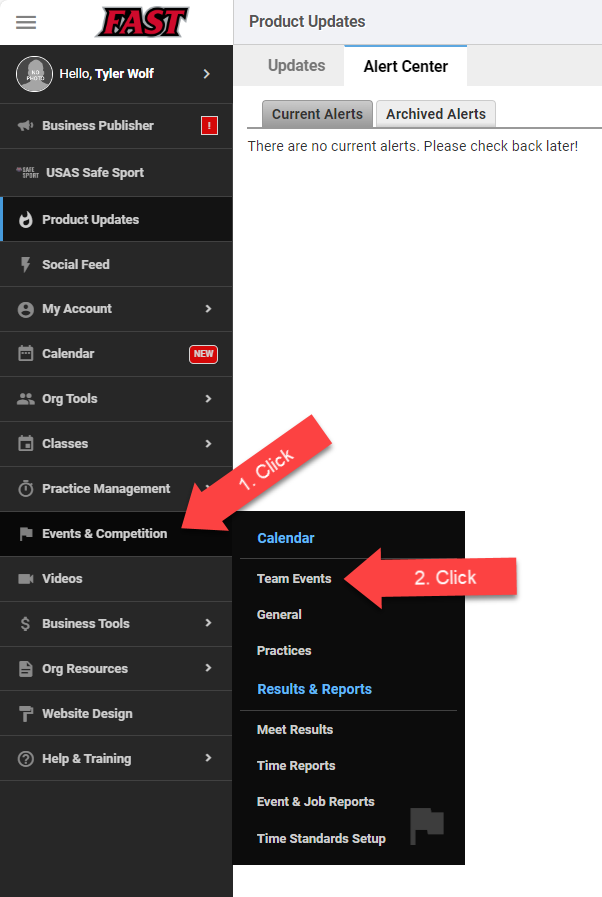 FAST
NO
PHOTO
Hello, Tyler Wolf
Business Publisher
!
SAFE
SPORT
USAS Safe Sport
Product Updates
Social Feed
My Account
Calendar
NEW
Org Tools
Classes
Practice Management
Events & Competition
Videos
Business Tools
Org Resources
Website Design
Help & Training
Product Updates
Updates
Alert Center
Current Alerts
Archived Alerts
There are no current alerts. Please check back later!
1. Click
Calendar
Team Events
2. Click
General
Practices
Results & Reports
Meet Results
Time Reports
Event & Job Reports
Time Standards Setup